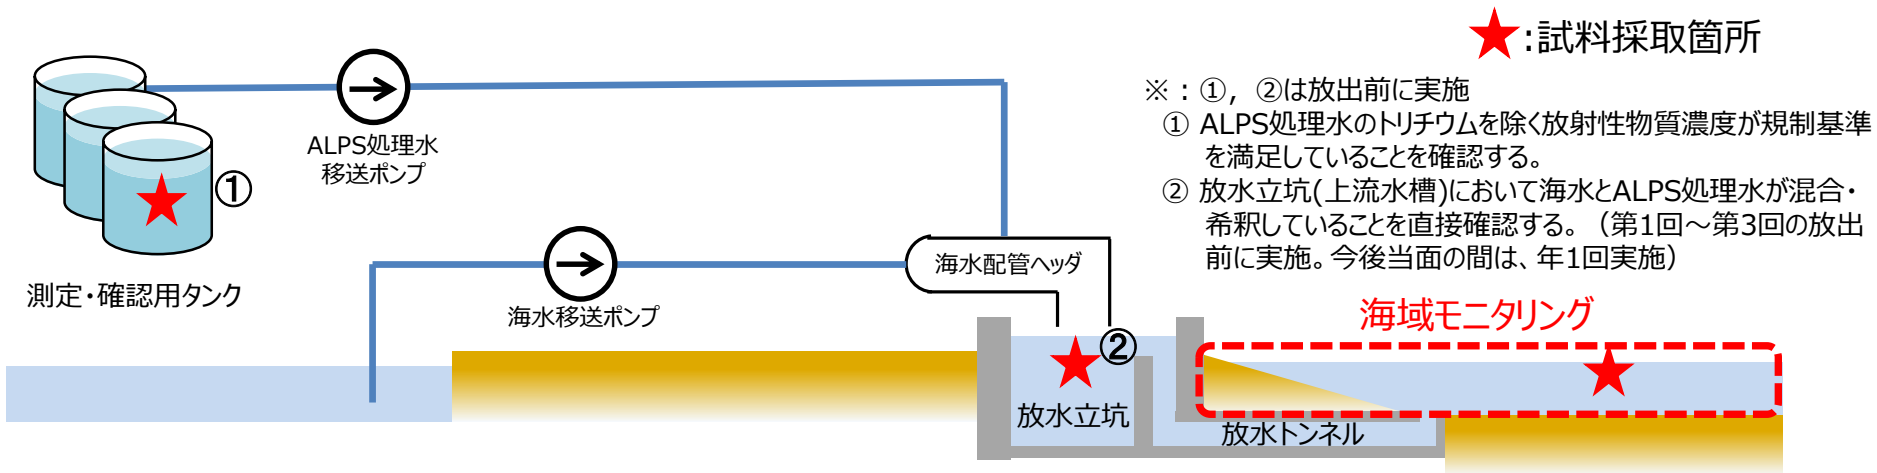 ★:試料採取箇所
※：①，②は放出前に実施
① ALPS処理水のトリチウムを除く放射性物質濃度が規制基準
を満足していることを確認する。
② 放水立坑(上流水槽)において海水とALPS処理水が混合・
希釈していることを直接確認する。（第1回～第3回の放出
前に実施。今後当面の間は、年1回実施）
ALPS処理水
移送ポンプ
①
測定・確認用タンク
海水移送ポンプ
海水配管ヘッダ
海域モニタリング
②
放水立坑
放水トンネル